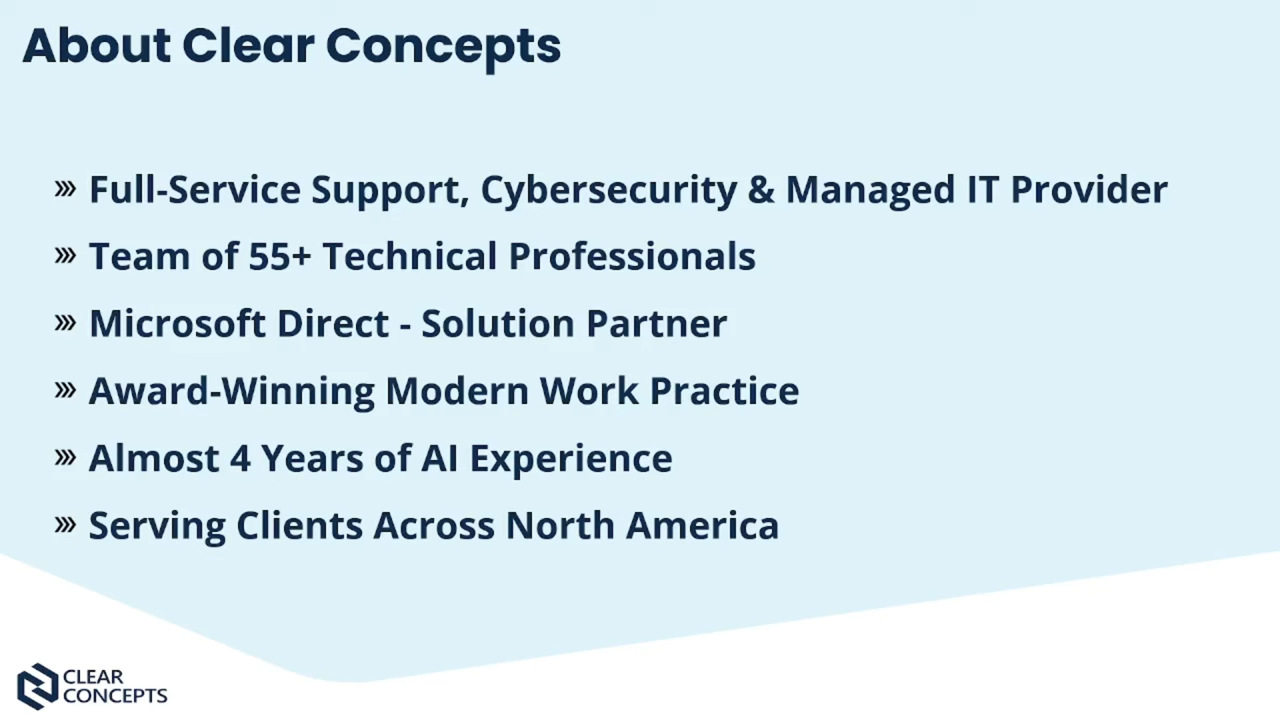 About Clear Concepts
Full-Service Support, Cybersecurity & Managed IT Provider
Team of 55+ Technical Professionals
Microsoft Direct - Solution Partner
Award-Winning Modern Work Practice
Almost 4 Years of AI Experience
Serving Clients Across North America
CLEAR
CONCEPTS